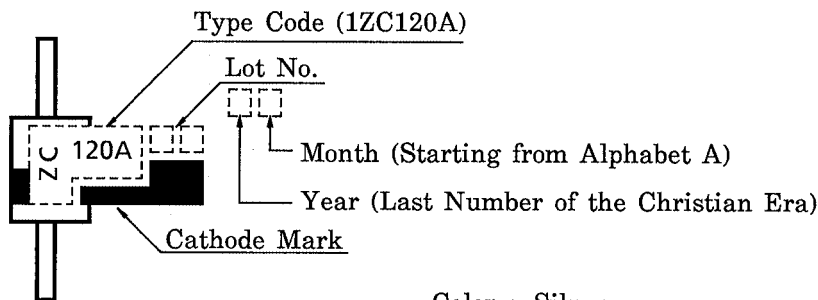 Type Code (1ZC120A)
Lot No.
ZC 120A
Month (Starting from Alphabet A)
Year (Last Number of the Christian Era)
Cathode Mark